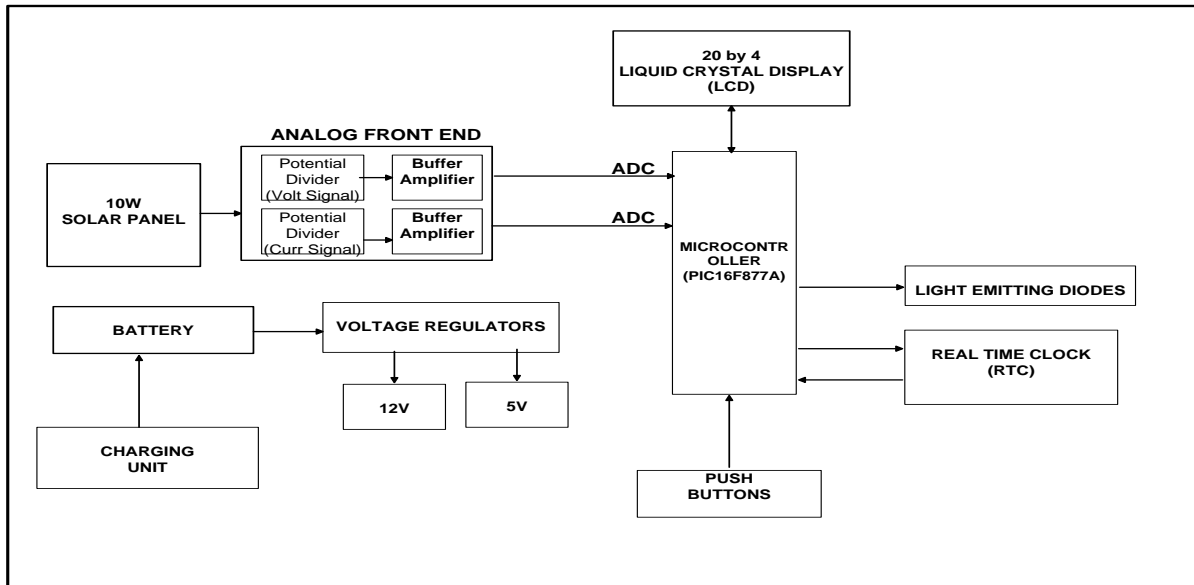 20 by 4
LIQUID CRYSTAL DISPLAY
(LCD)
ANALOG FRONT END
Potential
Divider
(Volt Signal)
Buffer
Amplifier
ADC
10W
SOLAR PANEL
Potential
Divider
(Curr Signal)
Buffer
Amplifier
ADC
MICROCONTR
OLLER
(PIC16F877A)
LIGHT EMITTING DIODES
BATTERY
VOLTAGE REGULATORS
REAL TIME CLOCK
(RTC)
12V
5V
CHARGING
UNIT
PUSH
BUTTONS